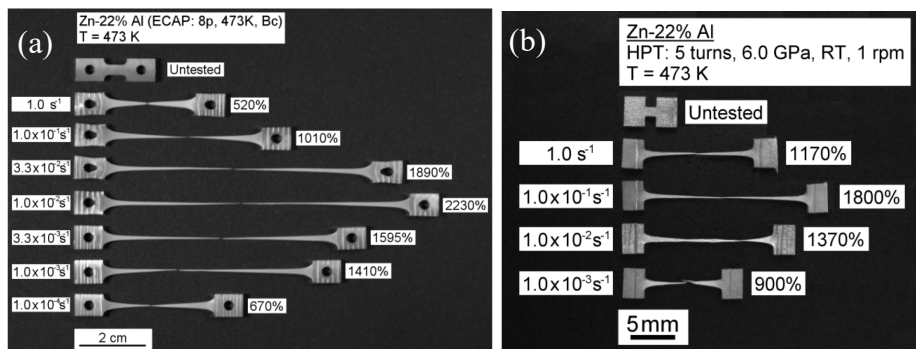 (a)
Zn-22% Al (ECAP: 8p, 473K, Bc)
T = 473 K
Untested
1.0 s⁻¹
520%
1.0x10⁻¹s⁻¹
1010%
3.3x10⁻²s⁻¹
1890%
1.0x10⁻²s⁻¹
2230%
3.3x10⁻³s⁻¹
1595%
1.0x10⁻³s⁻¹
1410%
1.0x10⁻⁴s⁻¹
670%
2 cm
(b)
Zn-22% Al
HPT: 5 turns, 6.0 GPa, RT, 1 rpm
T = 473 K
Untested
1.0 s⁻¹
1170%
1.0x10⁻¹s⁻¹
1800%
1.0x10⁻²s⁻¹
1370%
1.0x10⁻³s⁻¹
900%
5mm